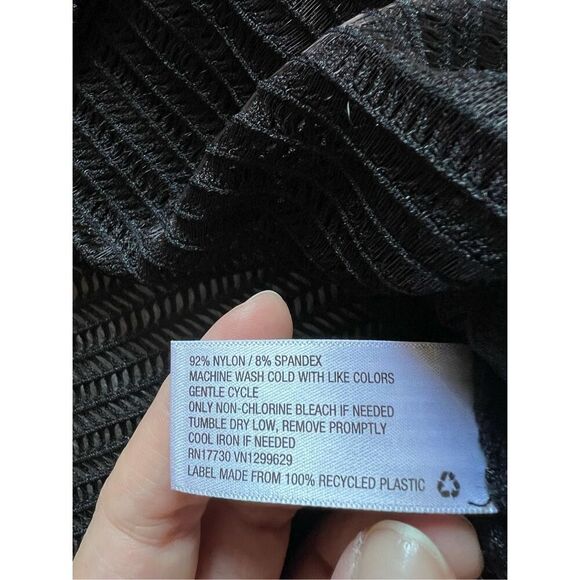 92% NYLON / 8% SPANDEX
MACHINE WASH COLD WITH LIKE COLORS
GENTLE CYCLE
ONLY NON-CHLORINE BLEACH IF NEEDED
TUMBLE DRY LOW, REMOVE PROMPTLY
COOL IRON IF NEEDED
RN17730 VN1299629
LABEL MADE FROM 100% RECYCLED PLASTIC